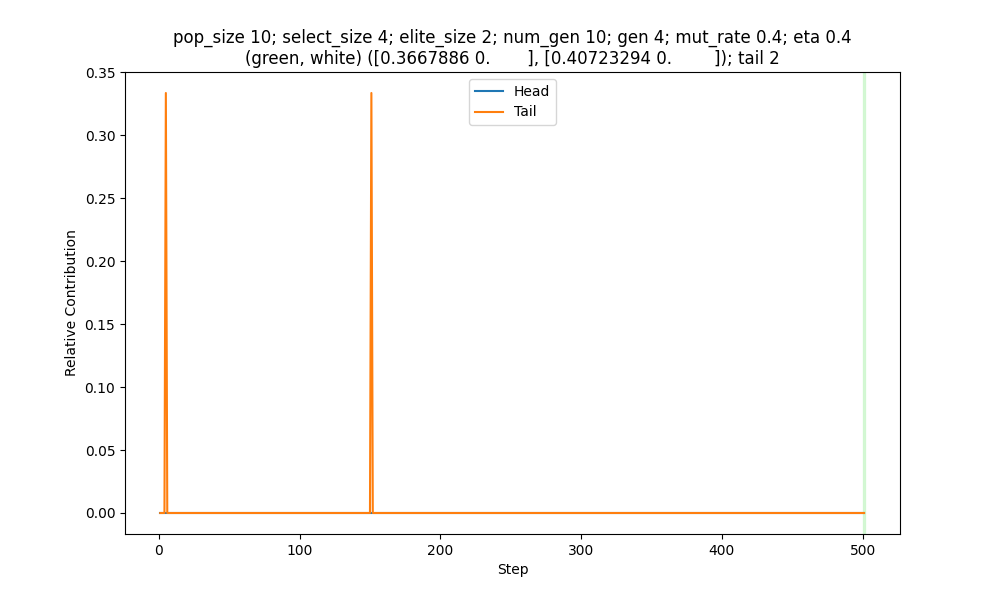 pop_size 10; select_size 4; elite_size 2; num_gen 10; gen 4; mut_rate 0.4; eta 0.4
(green, white) ([0.3667886 0.        ], [0.40723294 0.         ]); tail 2
Head
Tail
0.35
0.30
0.25
0.20
0.15
0.10
0.05
0.00
Relative Contribution
0 100 200 300 400 500
Step